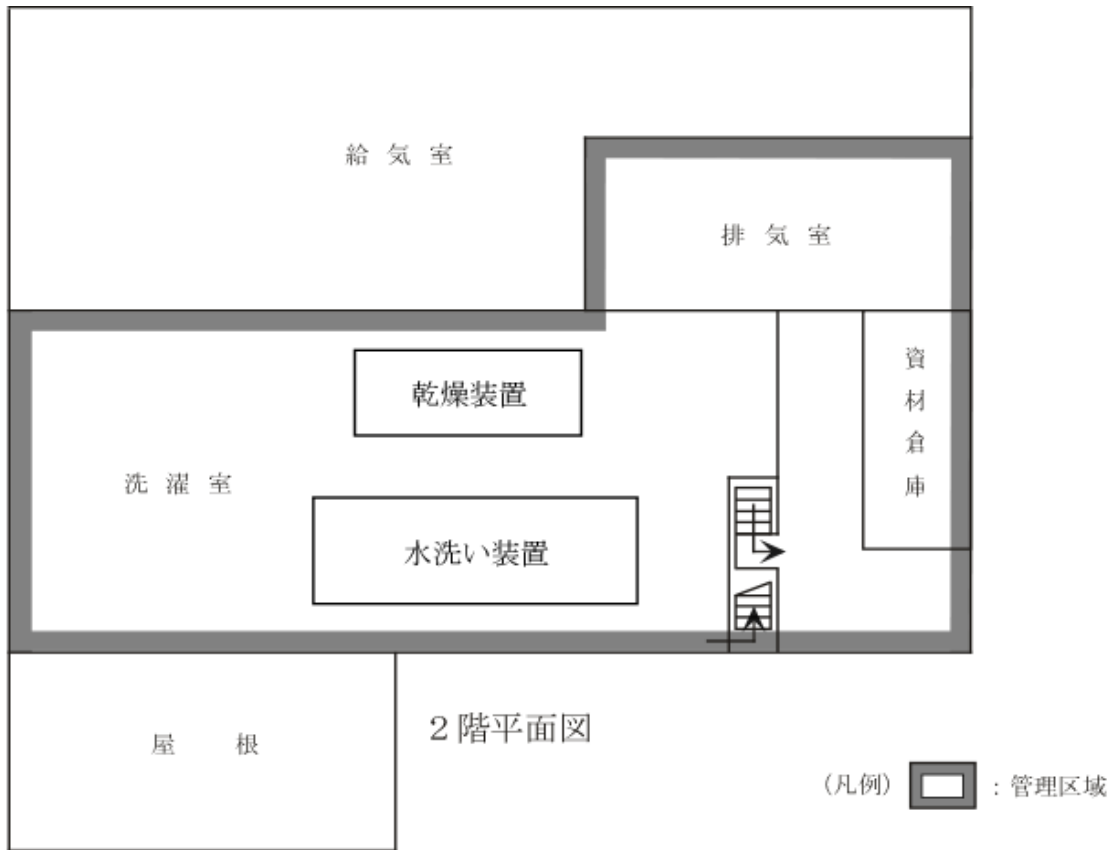 給気室
排気室
資材倉庫
乾燥装置
洗濯室
水洗い装置
屋根
2階平面図
(凡例) : 管理区域